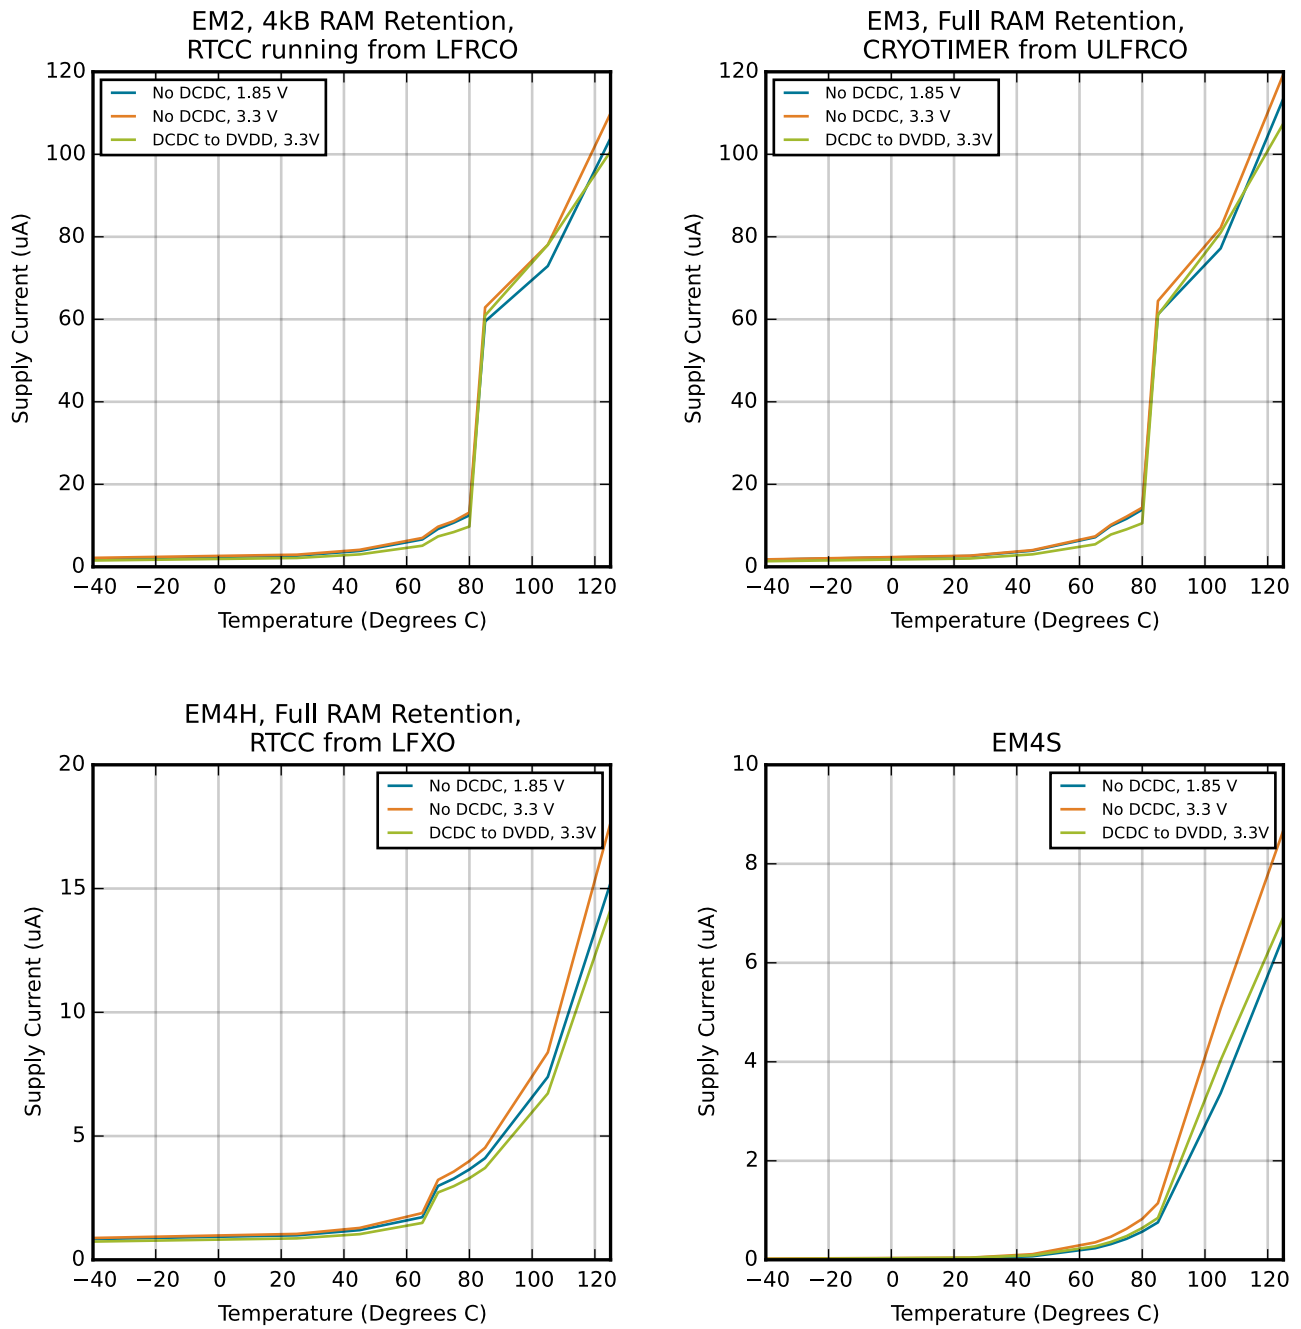 EM2, 4kB RAM Retention,
RTCC running from LFRCO
120
100
80
60
40
20
0
Supply Current (uA)
No DCDC, 1.85 V
No DCDC, 3.3 V
DCDC to DVDD, 3.3V
−40 −20 0 20 40 60 80 100 120
Temperature (Degrees C)
EM3, Full RAM Retention,
CRYOTIMER from ULFRCO
120
100
80
60
40
20
0
Supply Current (uA)
No DCDC, 1.85 V
No DCDC, 3.3 V
DCDC to DVDD, 3.3V
−40 −20 0 20 40 60 80 100 120
Temperature (Degrees C)
EM4H, Full RAM Retention,
RTCC from LFXO
20
15
10
5
0
Supply Current (uA)
No DCDC, 1.85 V
No DCDC, 3.3 V
DCDC to DVDD, 3.3V
−40 −20 0 20 40 60 80 100 120
Temperature (Degrees C)
EM4S
10
8
6
4
2
0
Supply Current (uA)
No DCDC, 1.85 V
No DCDC, 3.3 V
DCDC to DVDD, 3.3V
−40 −20 0 20 40 60 80 100 120
Temperature (Degrees C)